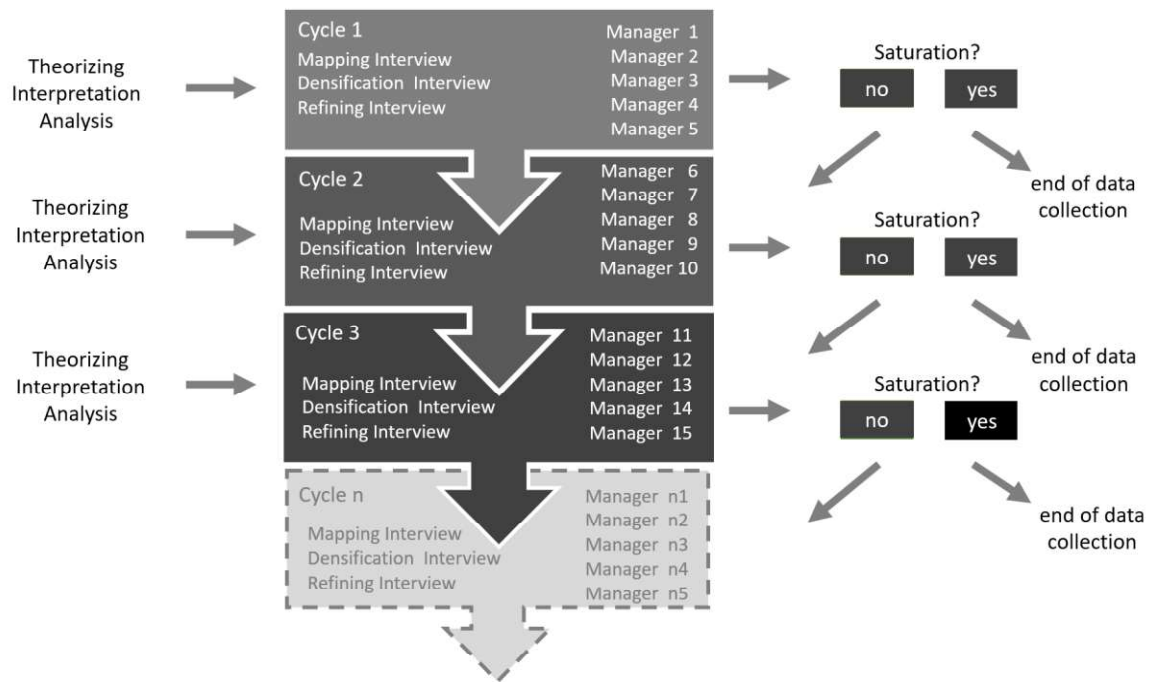 Theorizing
Interpretation
Analysis
Cycle 1
Mapping Interview
Densification Interview
Refining Interview
Manager 1
Manager 2
Manager 3
Manager 4
Manager 5
Saturation?
no
yes
end of data
collection
Theorizing
Interpretation
Analysis
Cycle 2
Mapping Interview
Densification Interview
Refining Interview
Manager 6
Manager 7
Manager 8
Manager 9
Manager 10
Saturation?
no
yes
end of data
collection
Theorizing
Interpretation
Analysis
Cycle 3
Mapping Interview
Densification Interview
Refining Interview
Manager 11
Manager 12
Manager 13
Manager 14
Manager 15
Saturation?
no
yes
end of data
collection
Cycle n
Mapping Interview
Densification Interview
Refining Interview
Manager n1
Manager n2
Manager n3
Manager n4
Manager n5